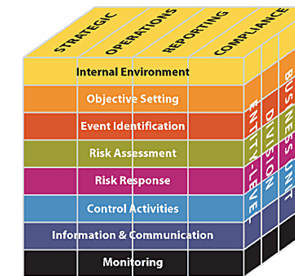 STRATEGIC
OPERATIONS
REPORTING
COMPLIANCE
Internal Environment
Objective Setting
Event Identification
Risk Assessment
Risk Response
Control Activities
Information & Communication
Monitoring
ENTITY-LEVEL
DIVISION
BUSINESS UNIT